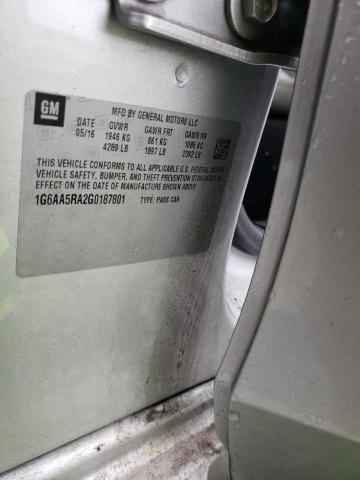 GM
MFD BY GENERAL MOTORS LLC
DATE GVWR GAWR FRT GAWR RR
05/16 1946 KG 861 KG 1085 KG
4289 LB 1897 LB 2392 LB
THIS VEHICLE CONFORMS TO ALL APPLICABLE U.S. FEDERAL MOTOR
VEHICLE SAFETY, BUMPER, AND THEFT PREVENTION STANDARDS IN
EFFECT ON THE DATE OF MANUFACTURE SHOWN ABOVE.
1G6AA5RA2G0187801 TYPE: PASS CAR